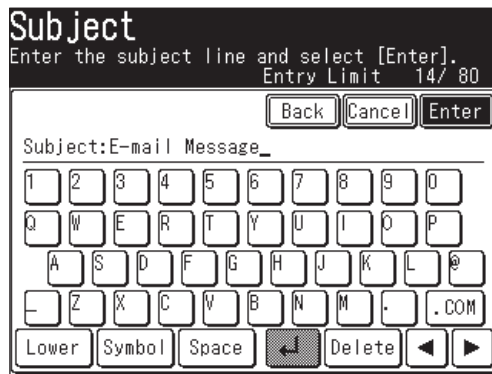 Subject
Enter the subject line and select [Enter].
Entry Limit 14/ 80
Back Cancel Enter
Subject:E-mail Message_
1 2 3 4 5 6 7 8 9 0
Q W E R T Y U I O P
A S D F G H J K L @
_ Z X C V B N M . .COM
Lower Symbol Space ↵ Delete ◀ ▶